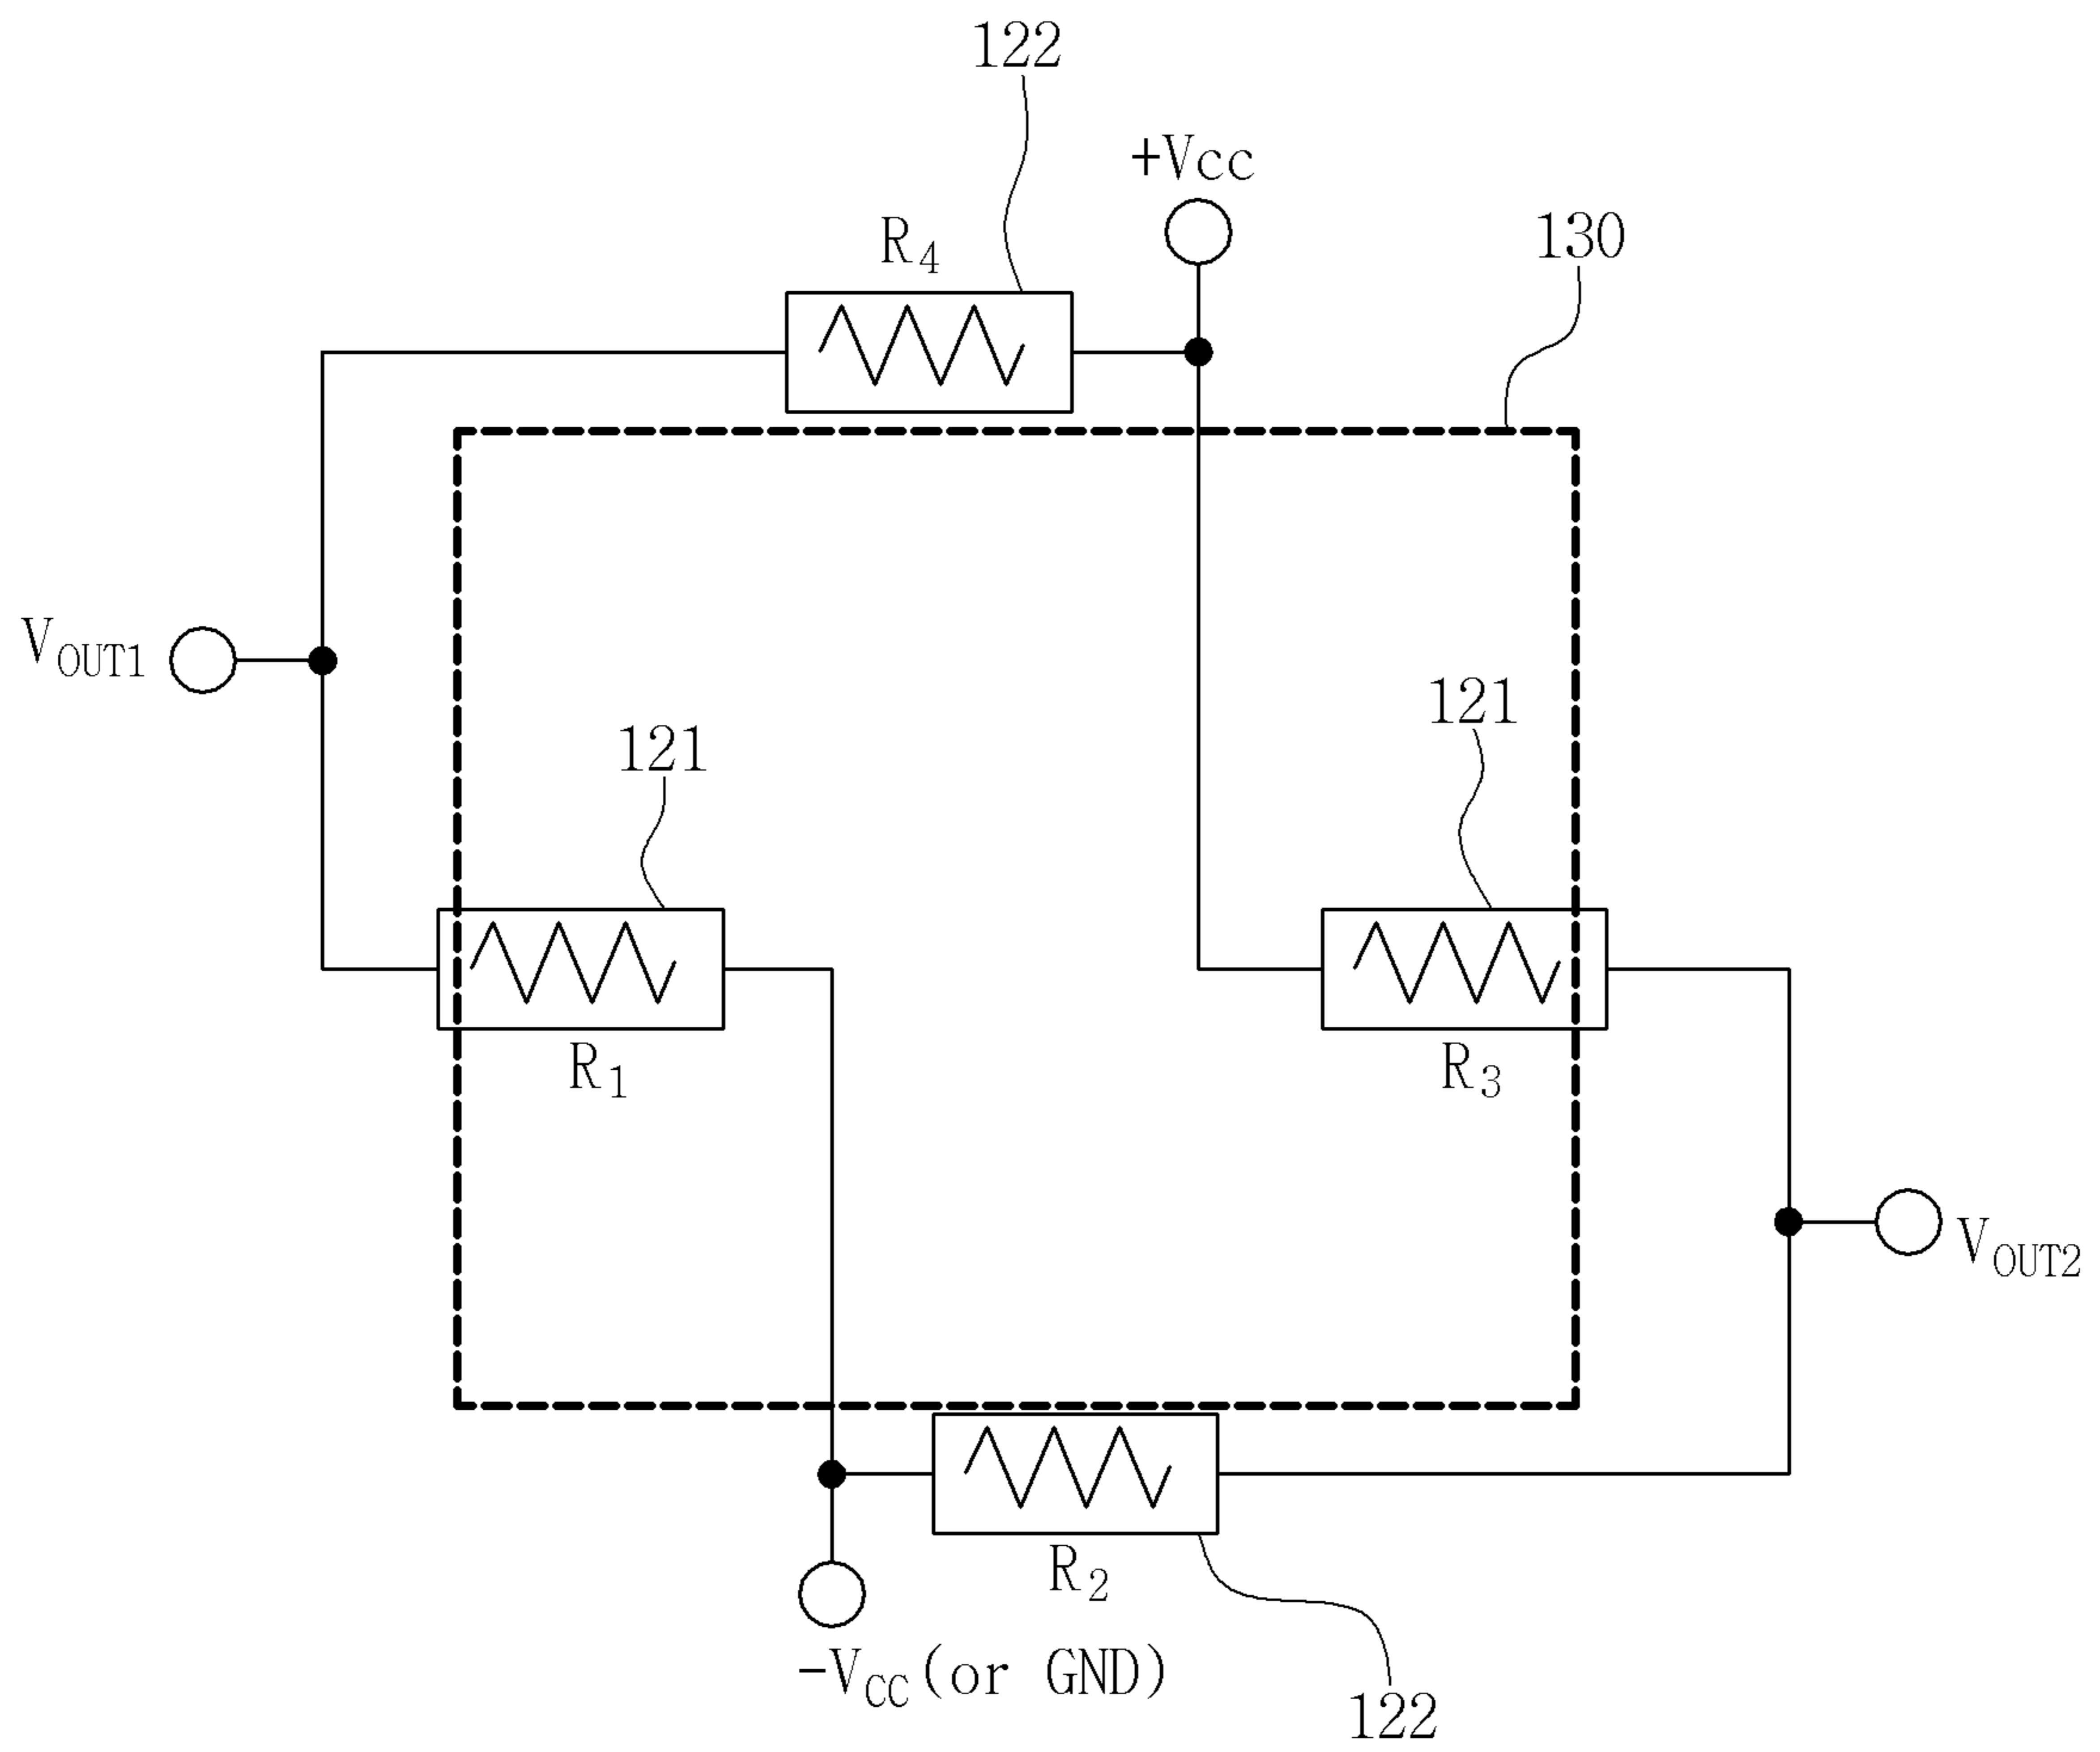 122
+Vcc
130
R4
VOUT1
121
121
R1
R3
VOUT2
R2
-VCC(or GND)
122